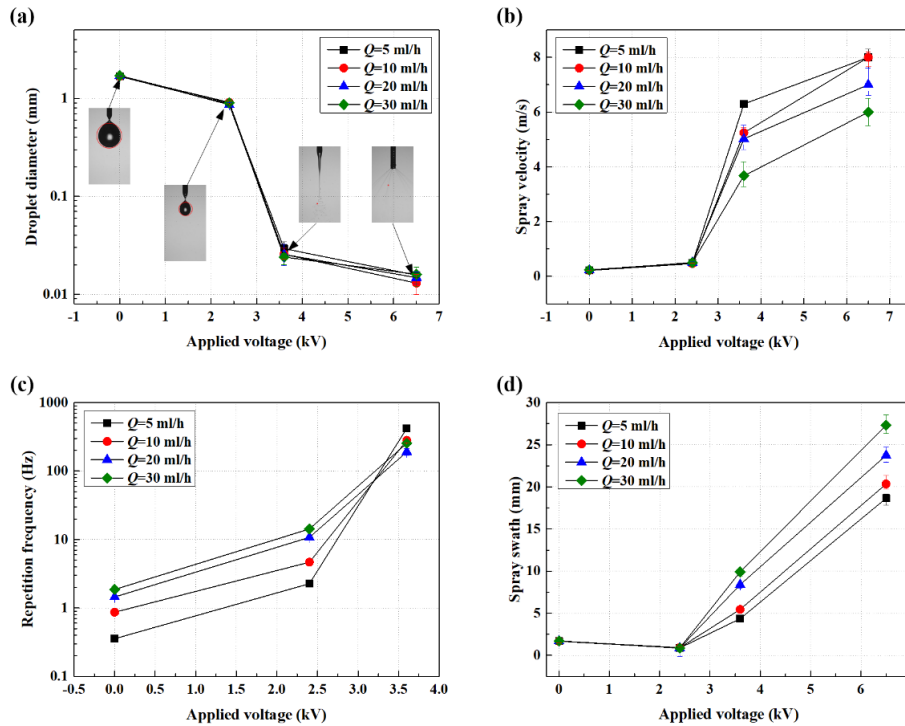 (a)
Droplet diameter (mm)
1
0.1
0.01
Q=5 ml/h
Q=10 ml/h
Q=20 ml/h
Q=30 ml/h
-1 0 1 2 3 4 5 6 7
Applied voltage (kV)
(b)
Spray velocity (m/s)
8
6
4
2
0
Q=5 ml/h
Q=10 ml/h
Q=20 ml/h
Q=30 ml/h
-1 0 1 2 3 4 5 6 7
Applied voltage (kV)
(c)
Repetition frequency (Hz)
1000
100
10
1
0.1
Q=5 ml/h
Q=10 ml/h
Q=20 ml/h
Q=30 ml/h
-0.5 0.0 0.5 1.0 1.5 2.0 2.5 3.0 3.5 4.0
Applied voltage (kV)
(d)
Spray swath (mm)
30
25
20
15
10
5
0
Q=5 ml/h
Q=10 ml/h
Q=20 ml/h
Q=30 ml/h
0 1 2 3 4 5 6
Applied voltage (kV)